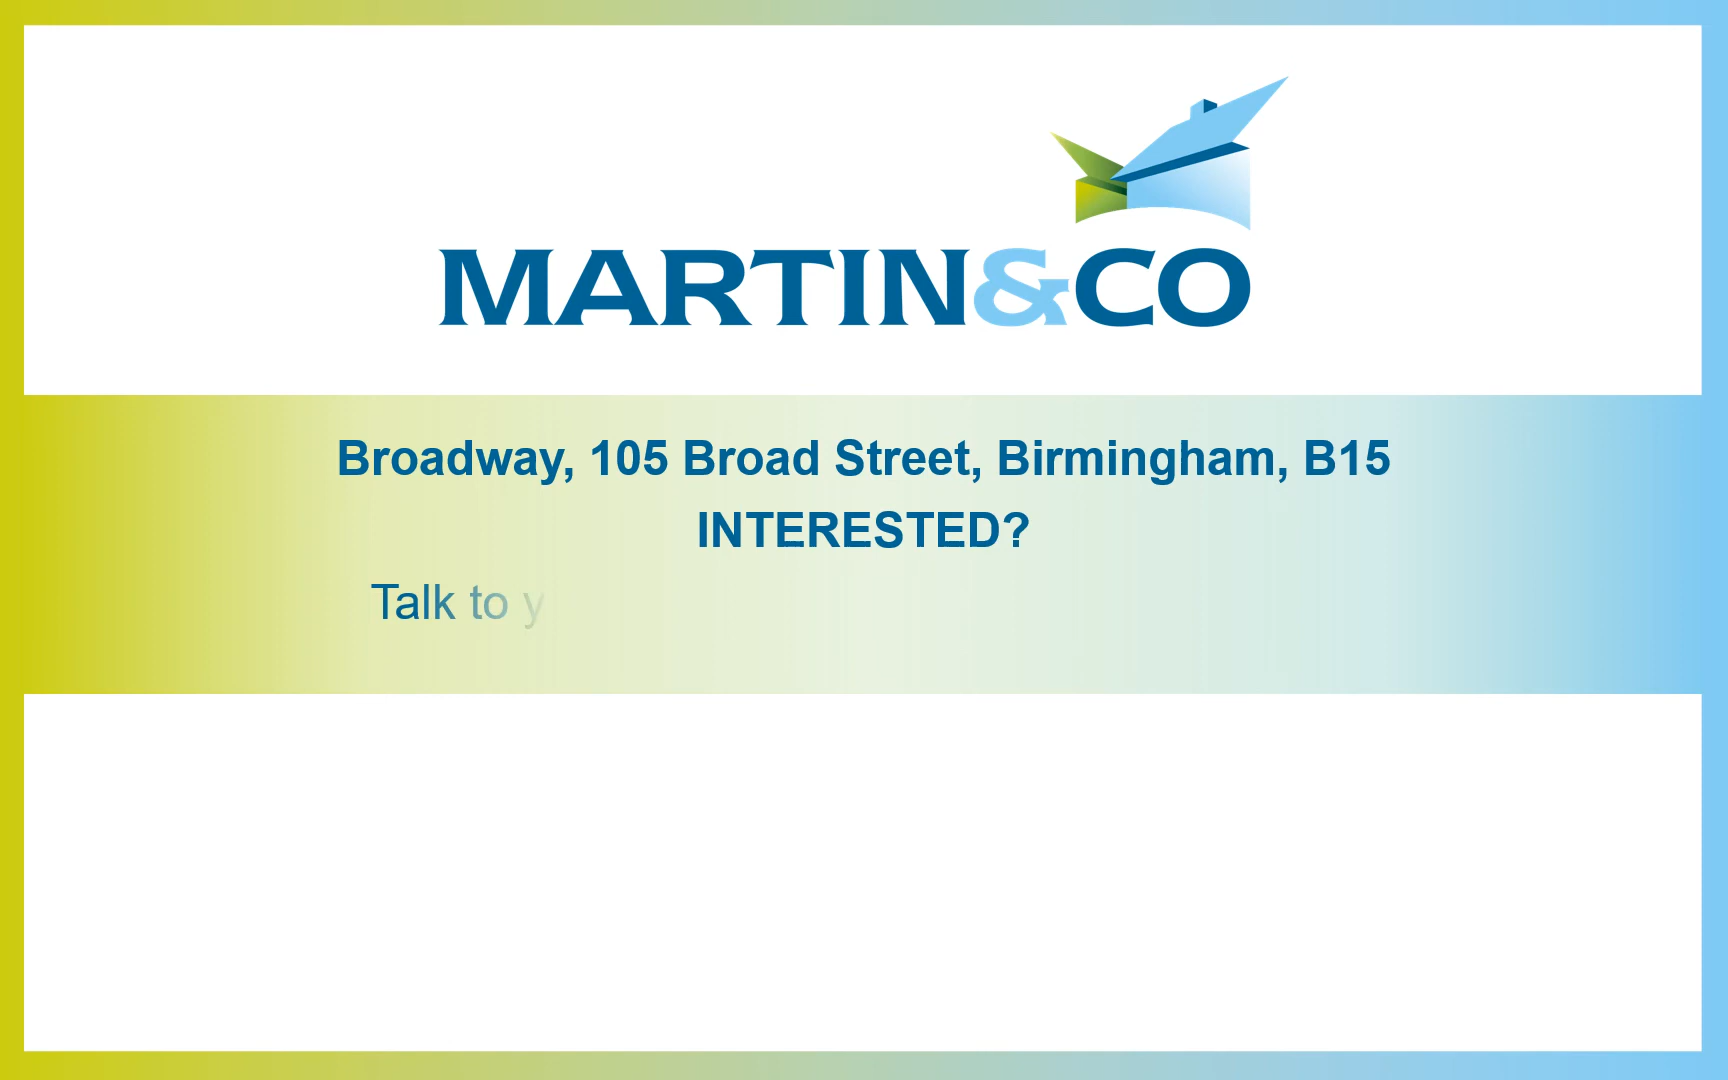 MARTIN&CO
Broadway, 105 Broad Street, Birmingham, B15
INTERESTED?
Talk to y